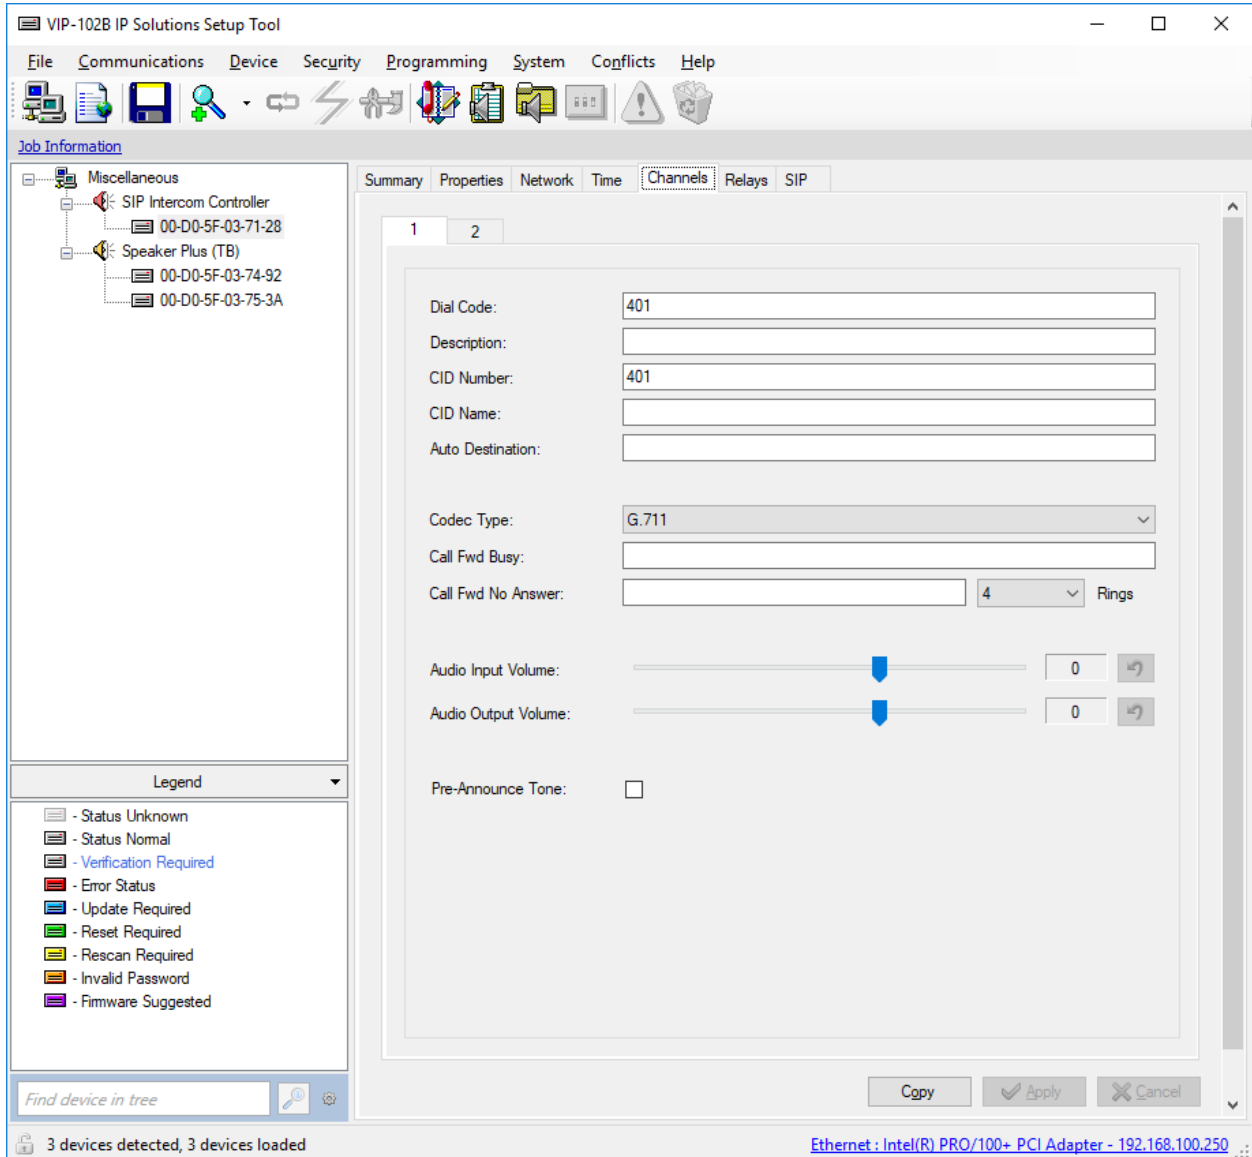 VIP-102B IP Solutions Setup Tool
File Communications Device Security Programming System Conflicts Help
Job Information
Miscellaneous
SIP Intercom Controller
00-D0-5F-03-71-28
Speaker Plus (TB)
00-D0-5F-03-74-92
00-D0-5F-03-75-3A
Legend
- Status Unknown
- Status Normal
- Verification Required
- Error Status
- Update Required
- Reset Required
- Rescan Required
- Invalid Password
- Firmware Suggested
Find device in tree
Summary Properties Network Time Channels Relays SIP
1 2
Dial Code: 401
Description:
CID Number: 401
CID Name:
Auto Destination:
Codec Type: G.711
Call Fwd Busy:
Call Fwd No Answer: 4 Rings
Audio Input Volume: 0
Audio Output Volume: 0
Pre-Announce Tone:
Copy Apply Cancel
3 devices detected, 3 devices loaded
Ethernet : Intel(R) PRO/100+ PCI Adapter - 192.168.100.250